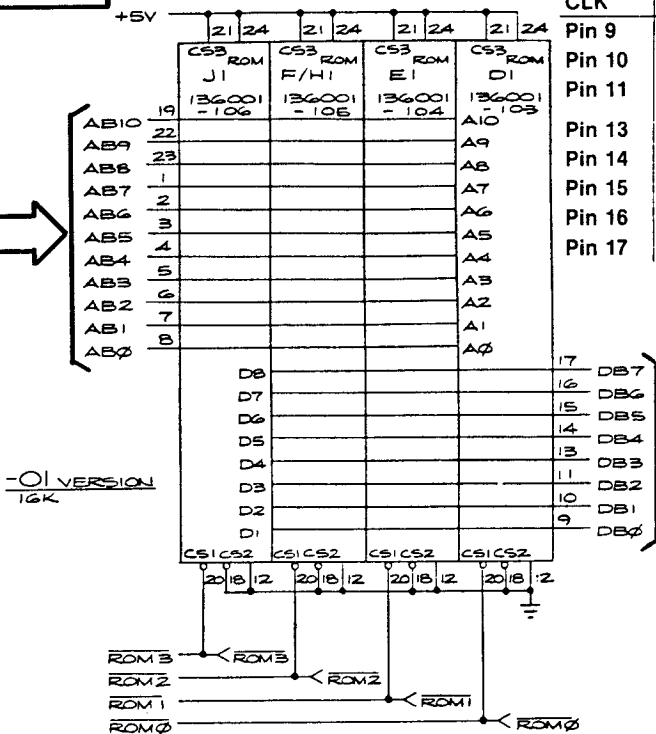 +5V
CLK
21 24 21 24 21 24 21 24
Pin 9
CS3 ROM CS3 ROM CS3 ROM CS3 ROM
Pin 10
J1 F/H1 E1 D1
136001 -106 136001 -105 136001 -104 136001 -103
Pin 11
AB10 19 A10
AB9 22 A9
Pin 13
AB8 23 A8
Pin 14
AB7 1 A7
Pin 15
AB6 2 A6
Pin 16
AB5 3 A5
Pin 17
AB4 4 A4
AB3 5 A3
AB2 6 A2
AB1 7 A1
ABØ 8 AØ
D8 17 DB7
D7 16 DB6
D6 15 DB5
D5 14 DB4
D4 13 DB3
D3 11 DB2
D2 10 DB1
D1 9 DBØ
-01 VERSION
16K
CS1 CS2 CS1 CS2 CS1 CS2 CS1 CS2
20 18 12 20 18 12 20 18 12 20 18 12
ROM3 ROM3
ROM2 ROM2
ROM1 ROM1
ROMØ ROMØ